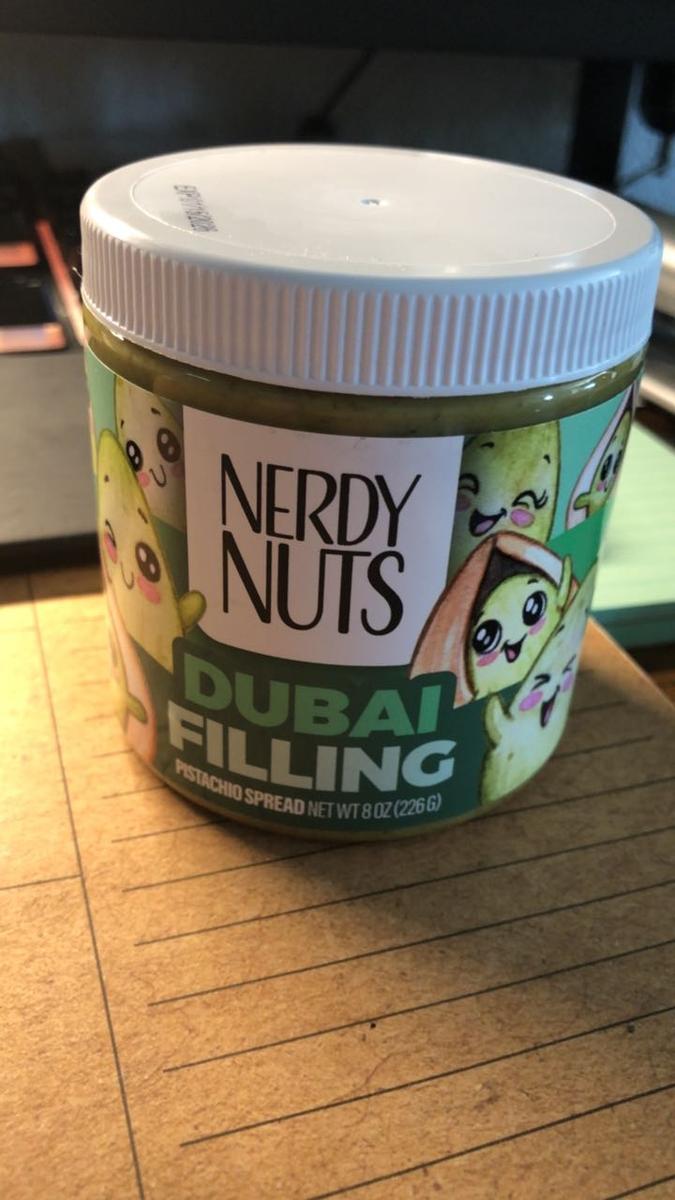 NERDY
NUTS
DUBAI
FILLING
PISTACHIO SPREAD NET WT 8 OZ (226 G)